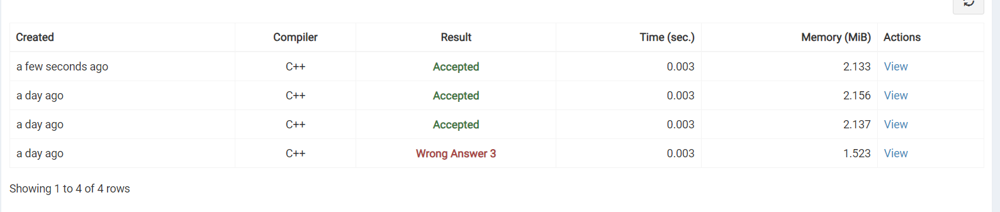 Created Compiler Result Time (sec.) Memory (MiB) Actions
a few seconds ago C++ Accepted 0.003 2.133 View
a day ago C++ Accepted 0.003 2.156 View
a day ago C++ Accepted 0.003 2.137 View
a day ago C++ Wrong Answer 3 0.003 1.523 View
Showing 1 to 4 of 4 rows